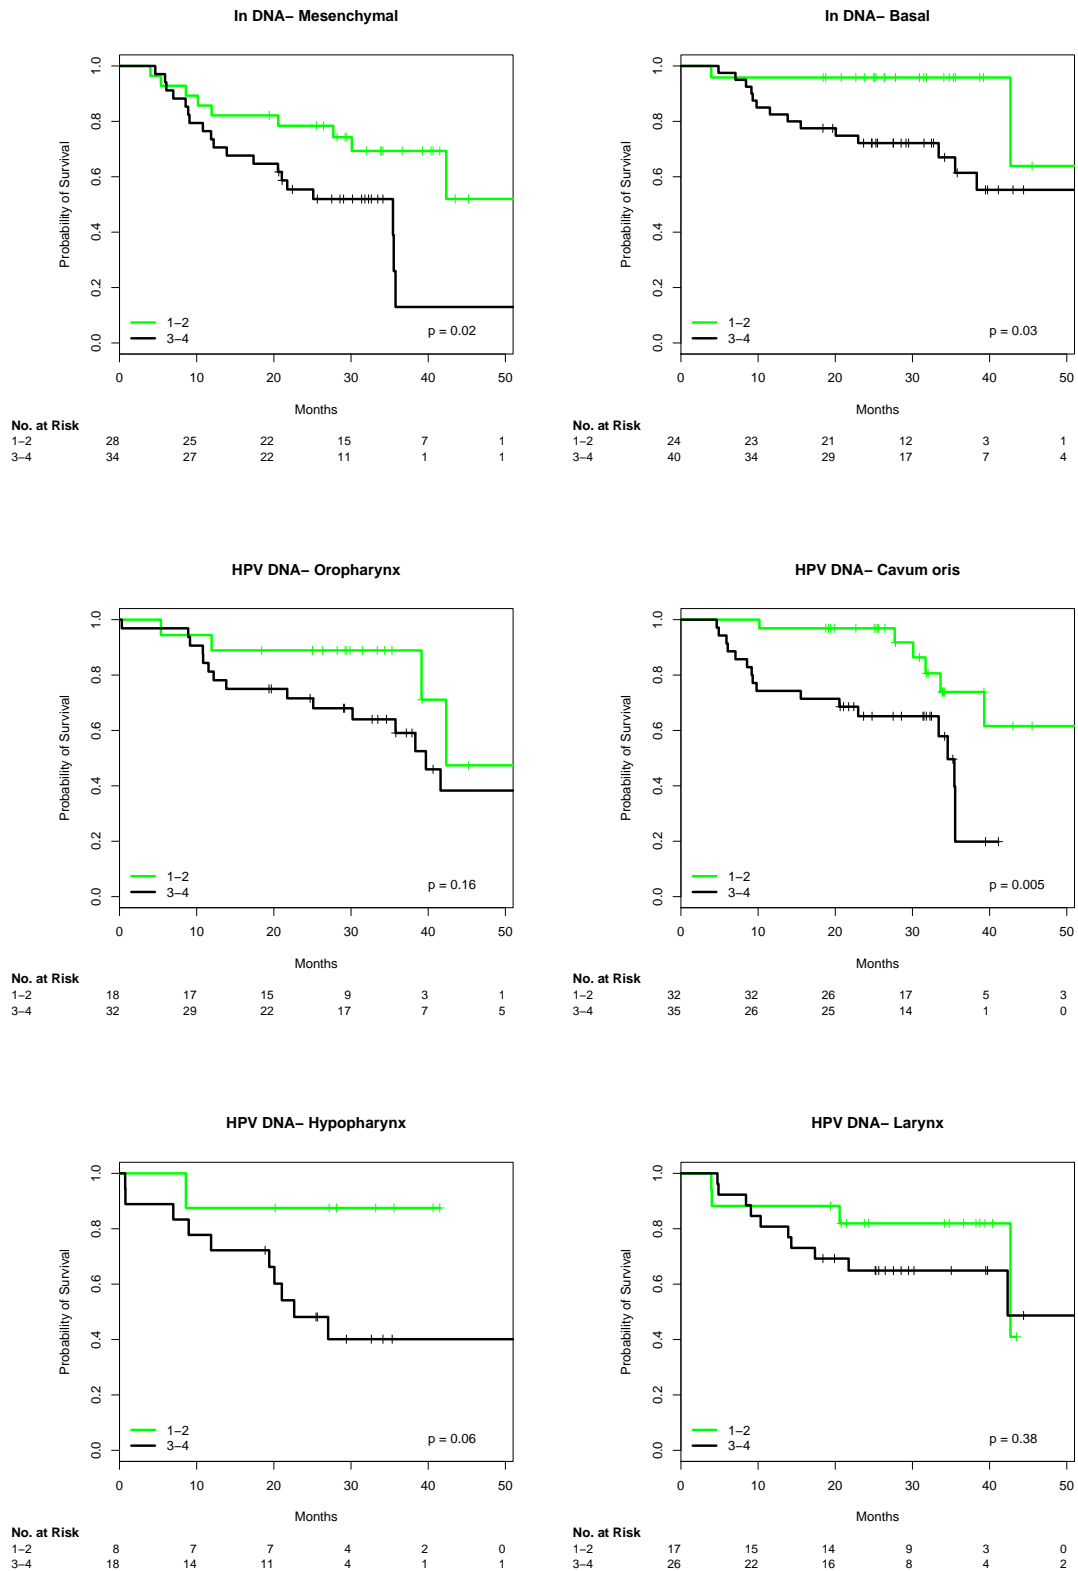 In DNA− Mesenchymal
Probability of Survival
1.0
0.8
0.6
0.4
0.2
0.0
1−2
3−4
p = 0.02
0 10 20 30 40 50
Months
No. at Risk
1−2 28 25 22 15 7 1
3−4 34 27 22 11 1 1
In DNA− Basal
Probability of Survival
1.0
0.8
0.6
0.4
0.2
0.0
1−2
3−4
p = 0.03
0 10 20 30 40 50
Months
No. at Risk
1−2 24 23 21 12 3 1
3−4 40 34 29 17 7 4
HPV DNA− Oropharynx
Probability of Survival
1.0
0.8
0.6
0.4
0.2
0.0
1−2
3−4
p = 0.16
0 10 20 30 40 50
Months
No. at Risk
1−2 18 17 15 9 3 1
3−4 32 29 22 17 7 5
HPV DNA− Cavum oris
Probability of Survival
1.0
0.8
0.6
0.4
0.2
0.0
1−2
3−4
p = 0.005
0 10 20 30 40 50
Months
No. at Risk
1−2 32 32 26 17 5 3
3−4 35 26 25 14 1 0
HPV DNA− Hypopharynx
Probability of Survival
1.0
0.8
0.6
0.4
0.2
0.0
1−2
3−4
p = 0.06
0 10 20 30 40 50
Months
No. at Risk
1−2 8 7 7 4 2 0
3−4 18 14 11 4 1 1
HPV DNA− Larynx
Probability of Survival
1.0
0.8
0.6
0.4
0.2
0.0
1−2
3−4
p = 0.38
0 10 20 30 40 50
Months
No. at Risk
1−2 17 15 14 9 3 0
3−4 26 22 16 8 4 2